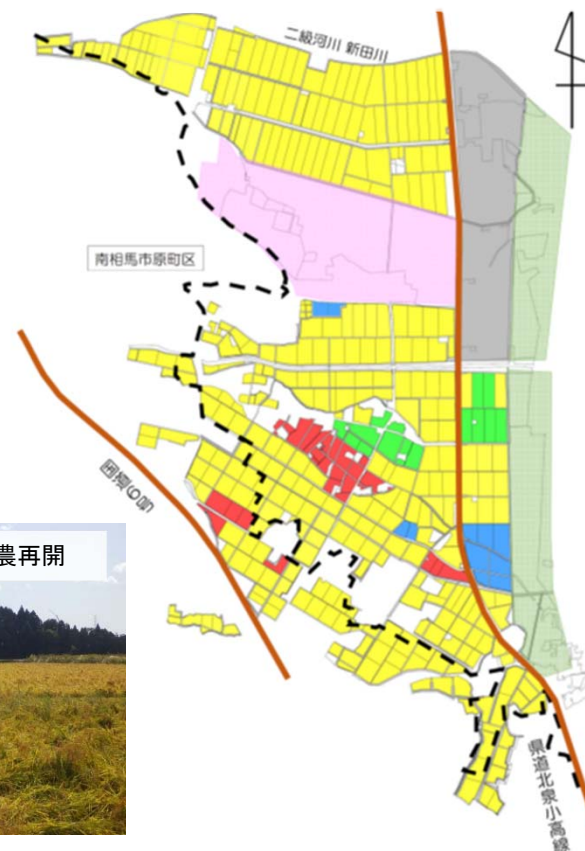 二級河川 新田川
南相馬市原町区
国道6号
農再開
県道北泉小高線